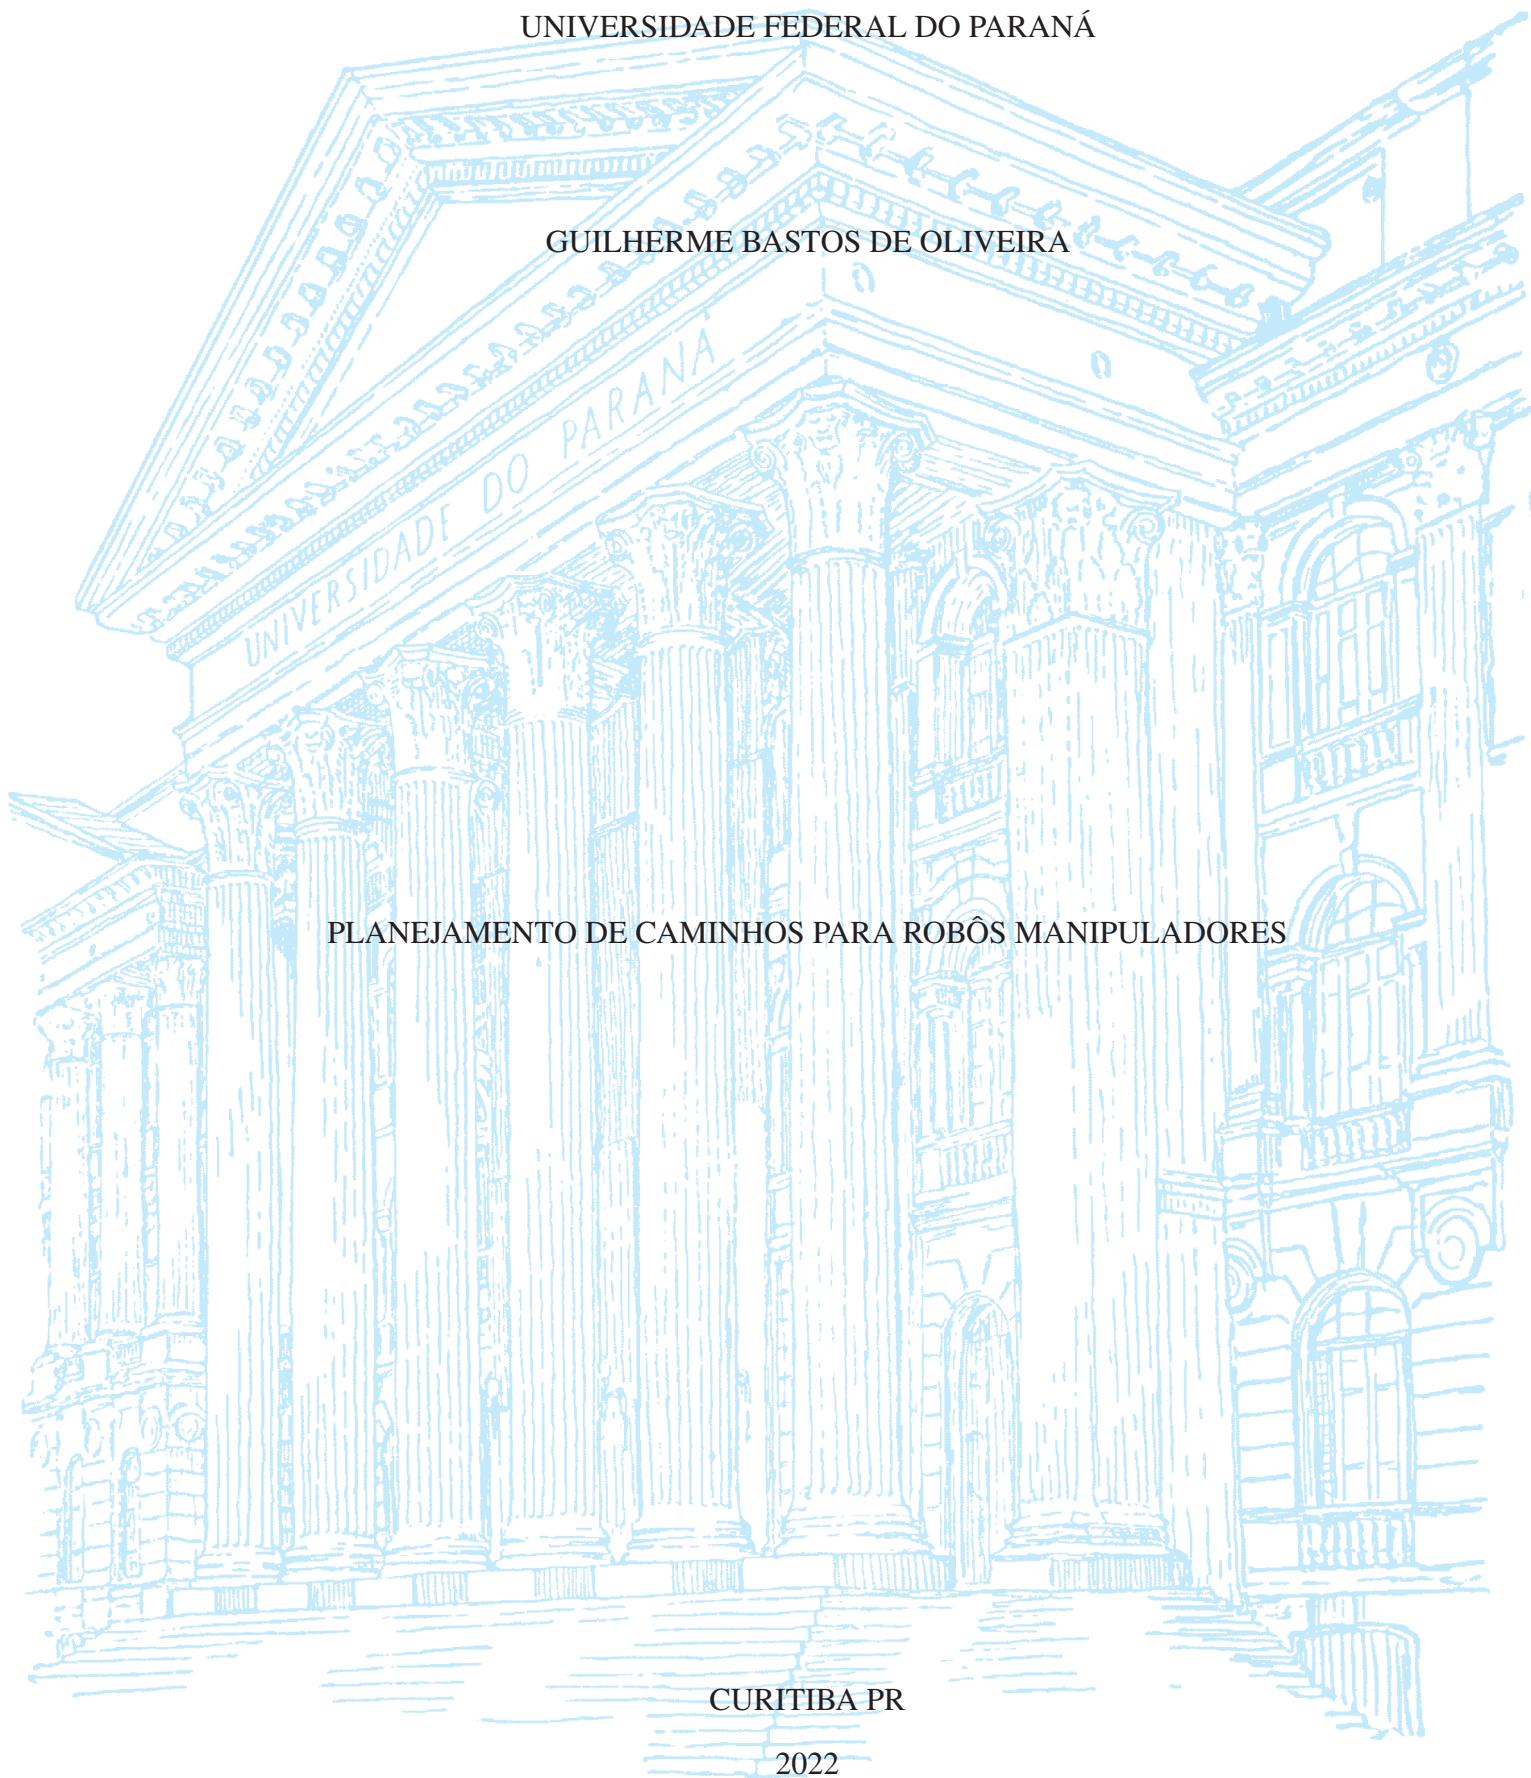 UNIVERSIDADE FEDERAL DO PARANÁ
GUILHERME BASTOS DE OLIVEIRA
UNIVERSIDADE DO PARANÁ
PLANEJAMENTO DE CAMINHOS PARA ROBÔS MANIPULADORES
CURITIBA PR
2022